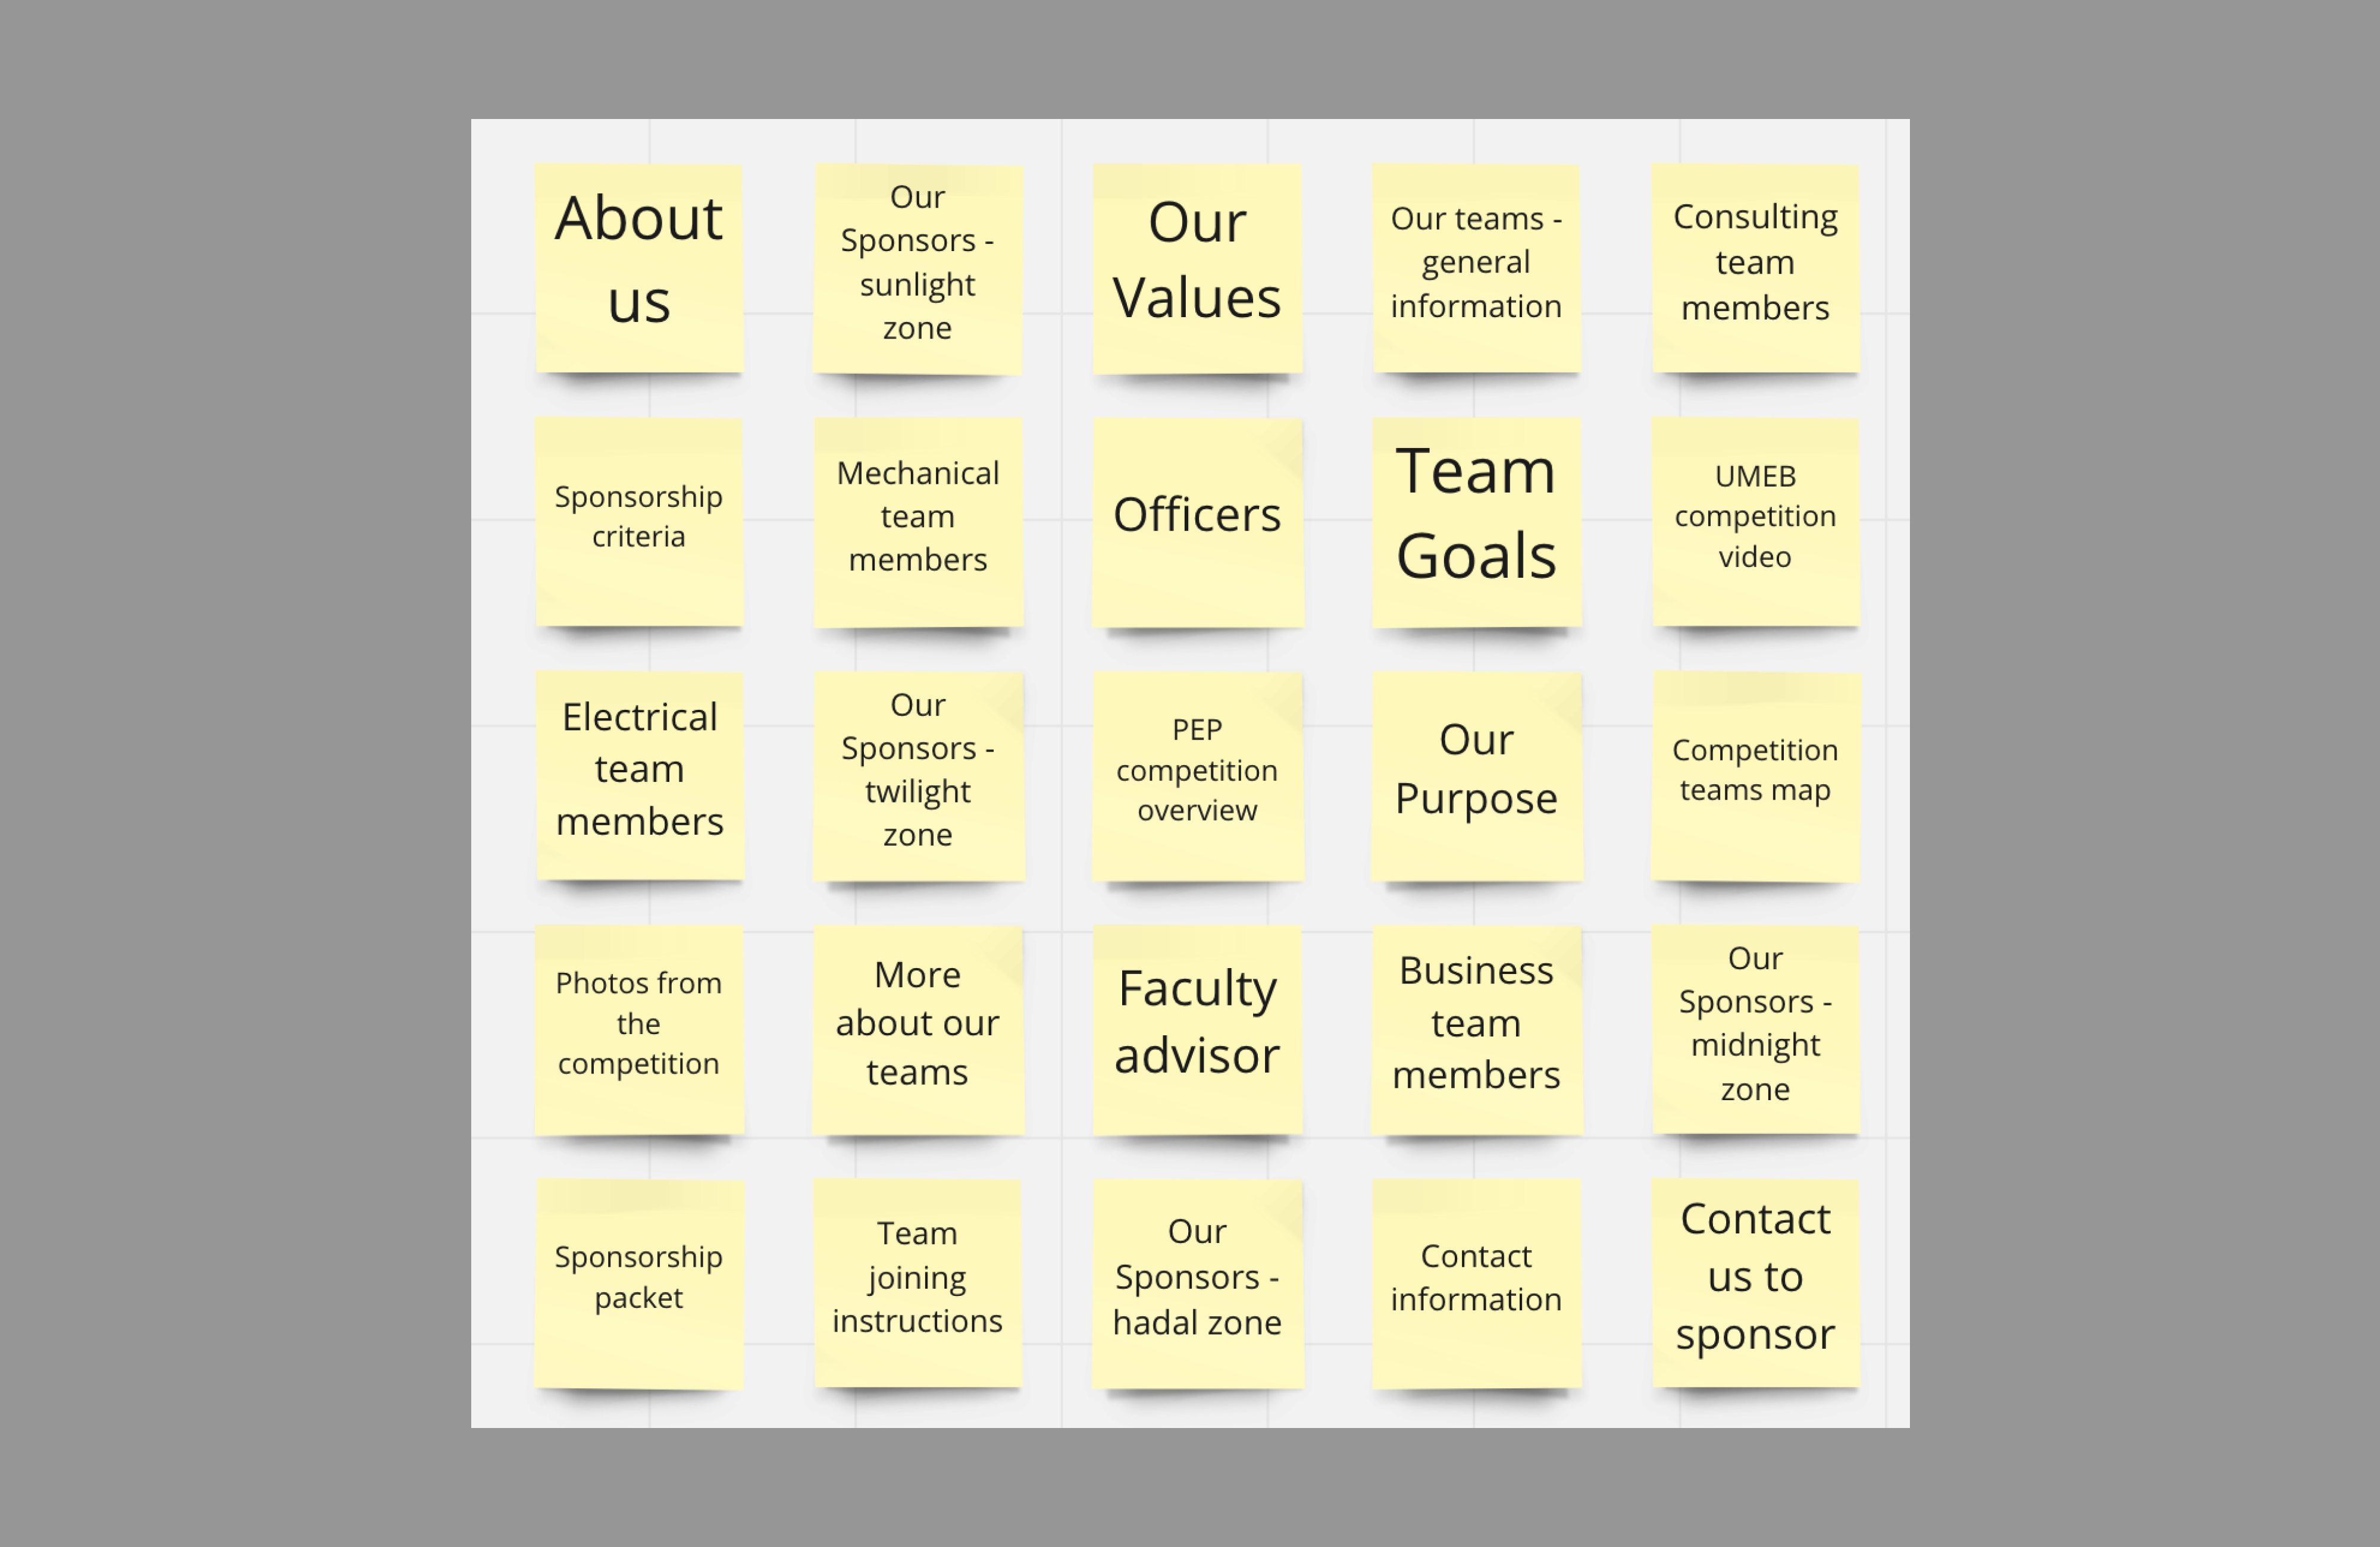 About
us
Our
Sponsors -
sunlight
zone
Our
Values
Our teams -
general
information
Consulting
team
members
Sponsorship
criteria
Mechanical
team
members
Officers
Team
Goals
UMEB
competition
video
Electrical
team
members
Our
Sponsors -
twilight
zone
PEP
competition
overview
Our
Purpose
Competition
teams map
Photos from
the
competition
More
about our
teams
Faculty
advisor
Business
team
members
Our
Sponsors -
midnight
zone
Sponsorship
packet
Team
joining
instructions
Our
Sponsors -
hadal zone
Contact
information
Contact
us to
sponsor